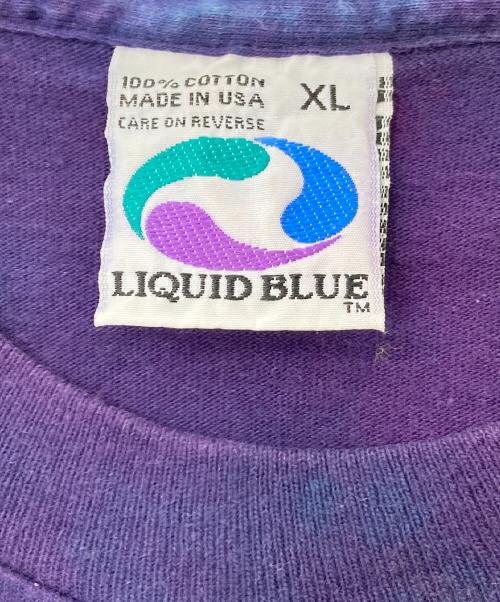 100% COTTON
MADE IN USA
XL
CARE ON REVERSE
LIQUID BLUE
TM